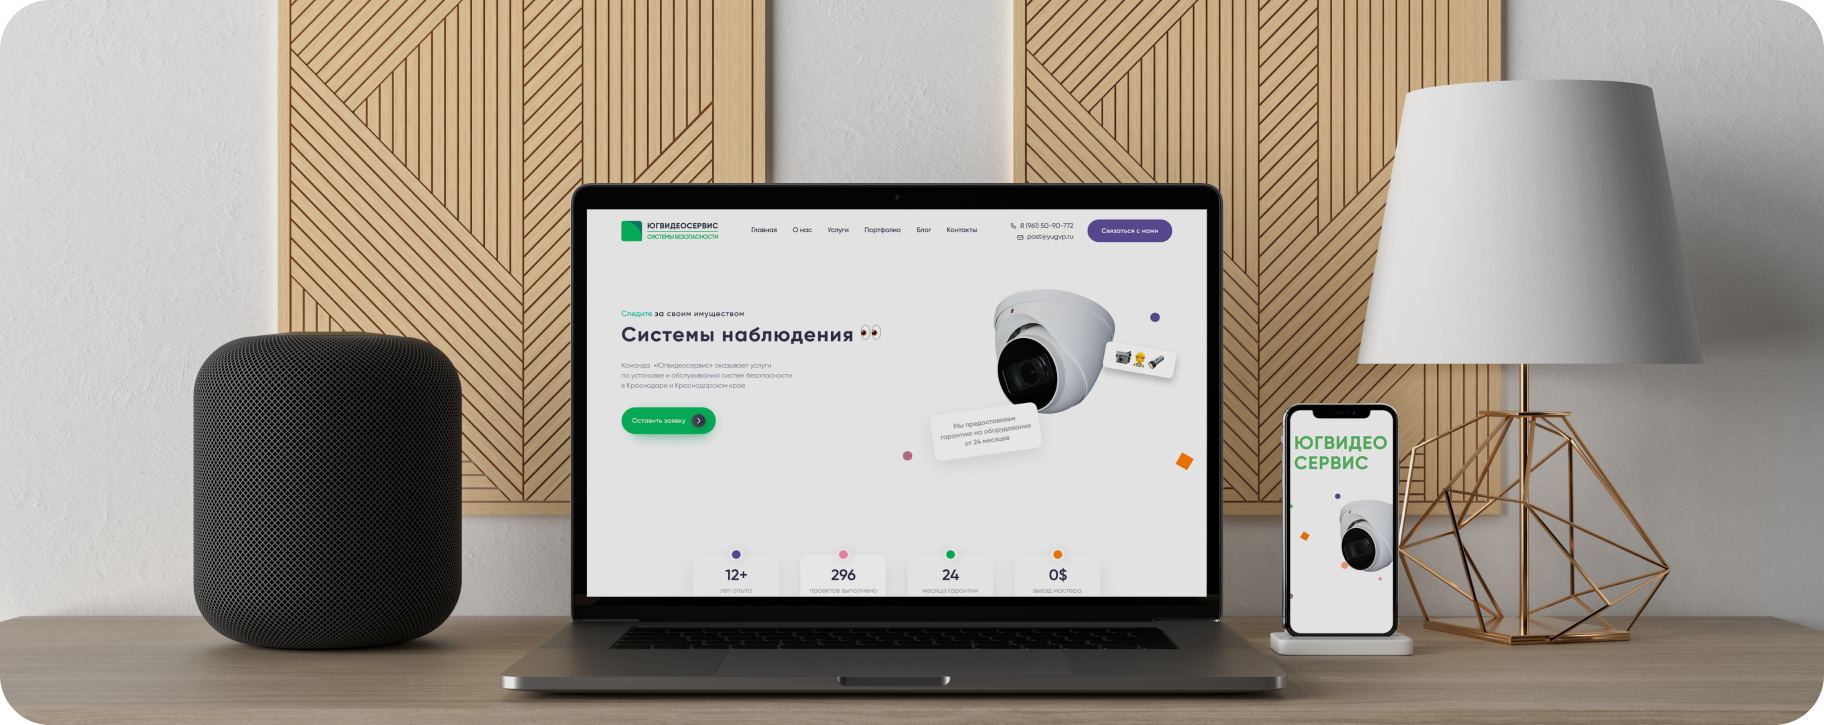 ЮГВИДЕОСЕРВИС
СИСТЕМЫ БЕЗОПАСНОСТИ
Главная О нас Услуги Портфолио Блог Контакты
8 (961) 50-90-772
post@yugvp.ru
Связаться с нами
Следите за своим имуществом
Системы наблюдения 👀
Команда «Югвидеосервис» оказывает услуги
по установке и обслуживанию систем безопасности
в Краснодаре и Краснодарском крае
Оставить заявку
Мы предоставляем
гарантию на оборудование
от 24 месяцев
12+
лет опыта
296
проектов выполнено
24
месяца гарантии
0$
выезд мастера
ЮГВИДЕО
СЕРВИС